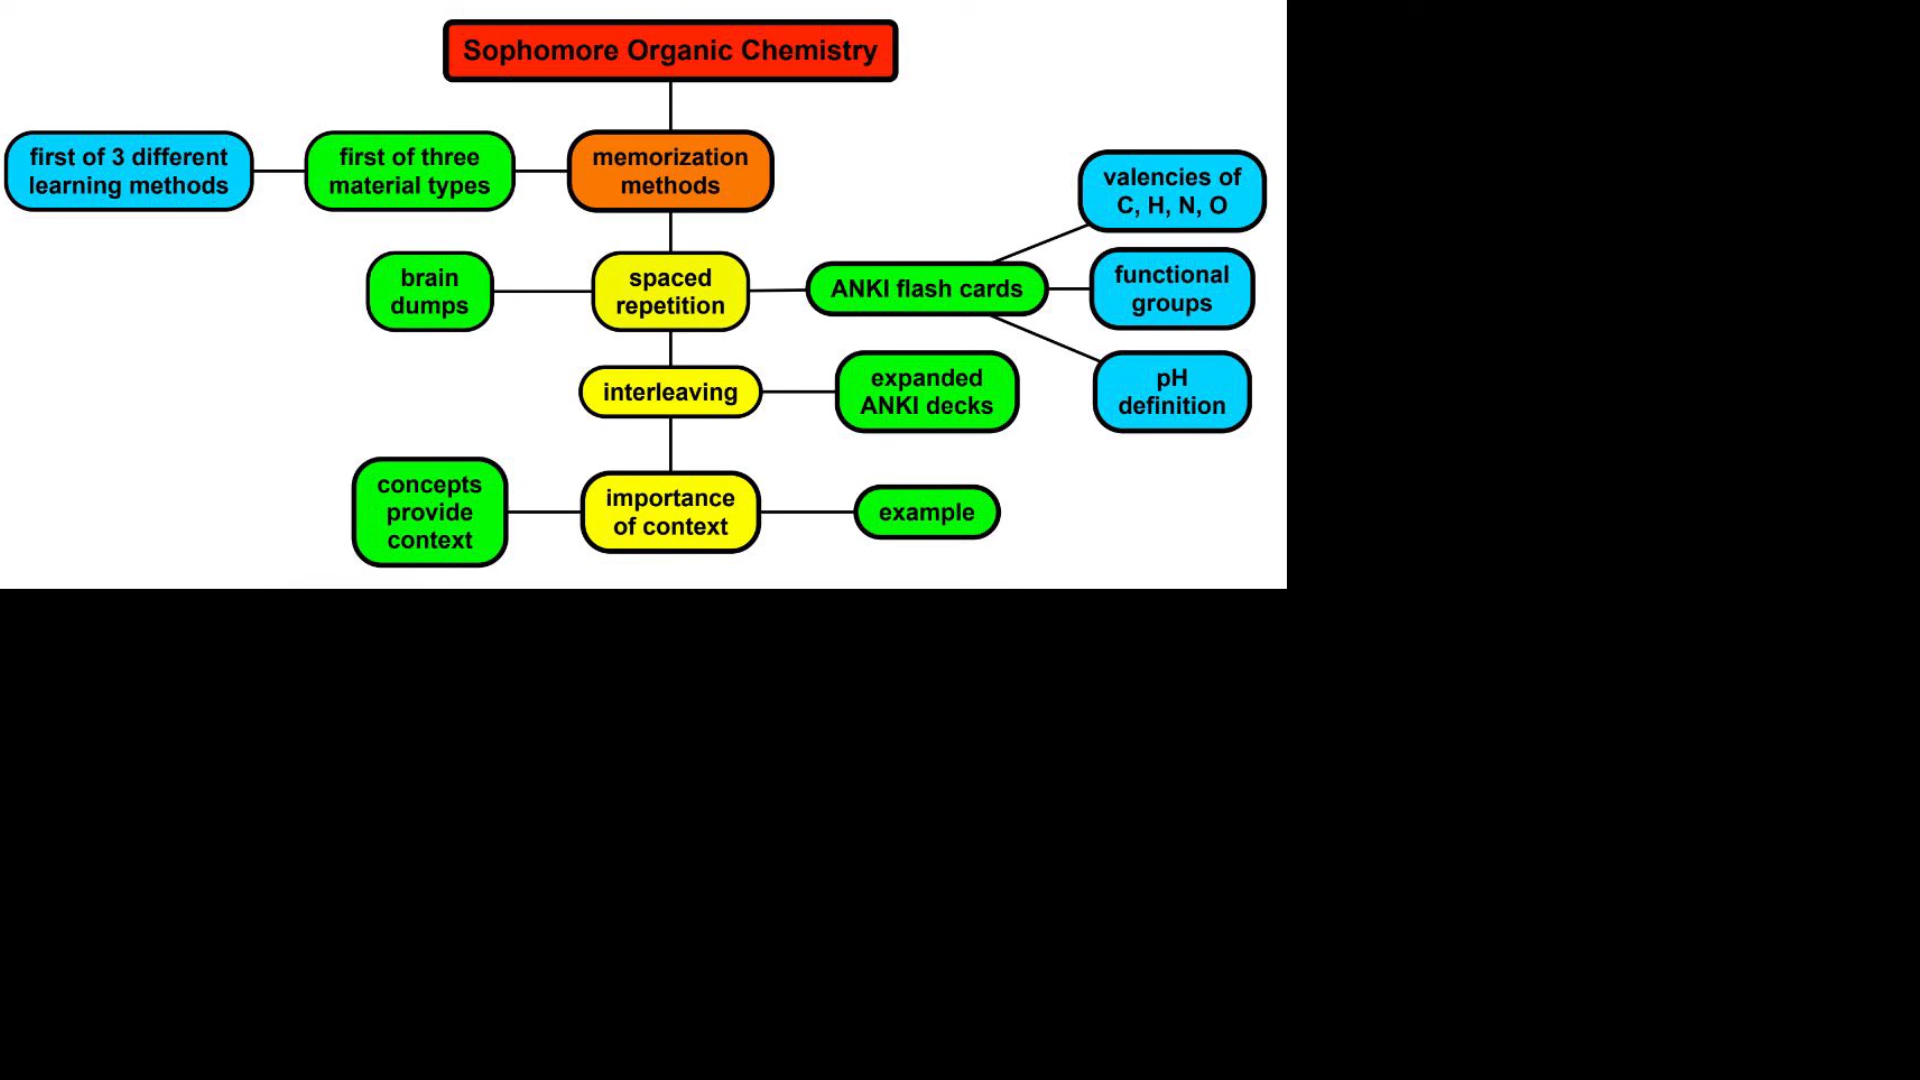 Sophomore Organic Chemistry
first of 3 different
learning methods
first of three
material types
memorization
methods
valencies of
C, H, N, O
brain
dumps
spaced
repetition
ANKI flash cards
functional
groups
interleaving
expanded
ANKI decks
pH
definition
concepts
provide
context
importance
of context
example